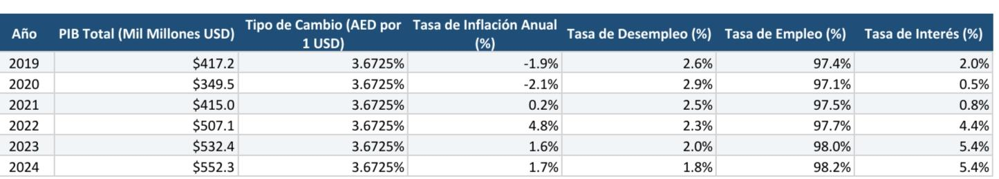 Año PIB Total (Mil Millones USD) Tipo de Cambio (AED por 1 USD) Tasa de Inflación Anual (%) Tasa de Desempleo (%) Tasa de Empleo (%) Tasa de Interés (%)
2019 $417.2 3.6725% -1.9% 2.6% 97.4% 2.0%
2020 $349.5 3.6725% -2.1% 2.9% 97.1% 0.5%
2021 $415.0 3.6725% 0.2% 2.5% 97.5% 0.8%
2022 $507.1 3.6725% 4.8% 2.3% 97.7% 4.4%
2023 $532.4 3.6725% 1.6% 2.0% 98.0% 5.4%
2024 $552.3 3.6725% 1.7% 1.8% 98.2% 5.4%